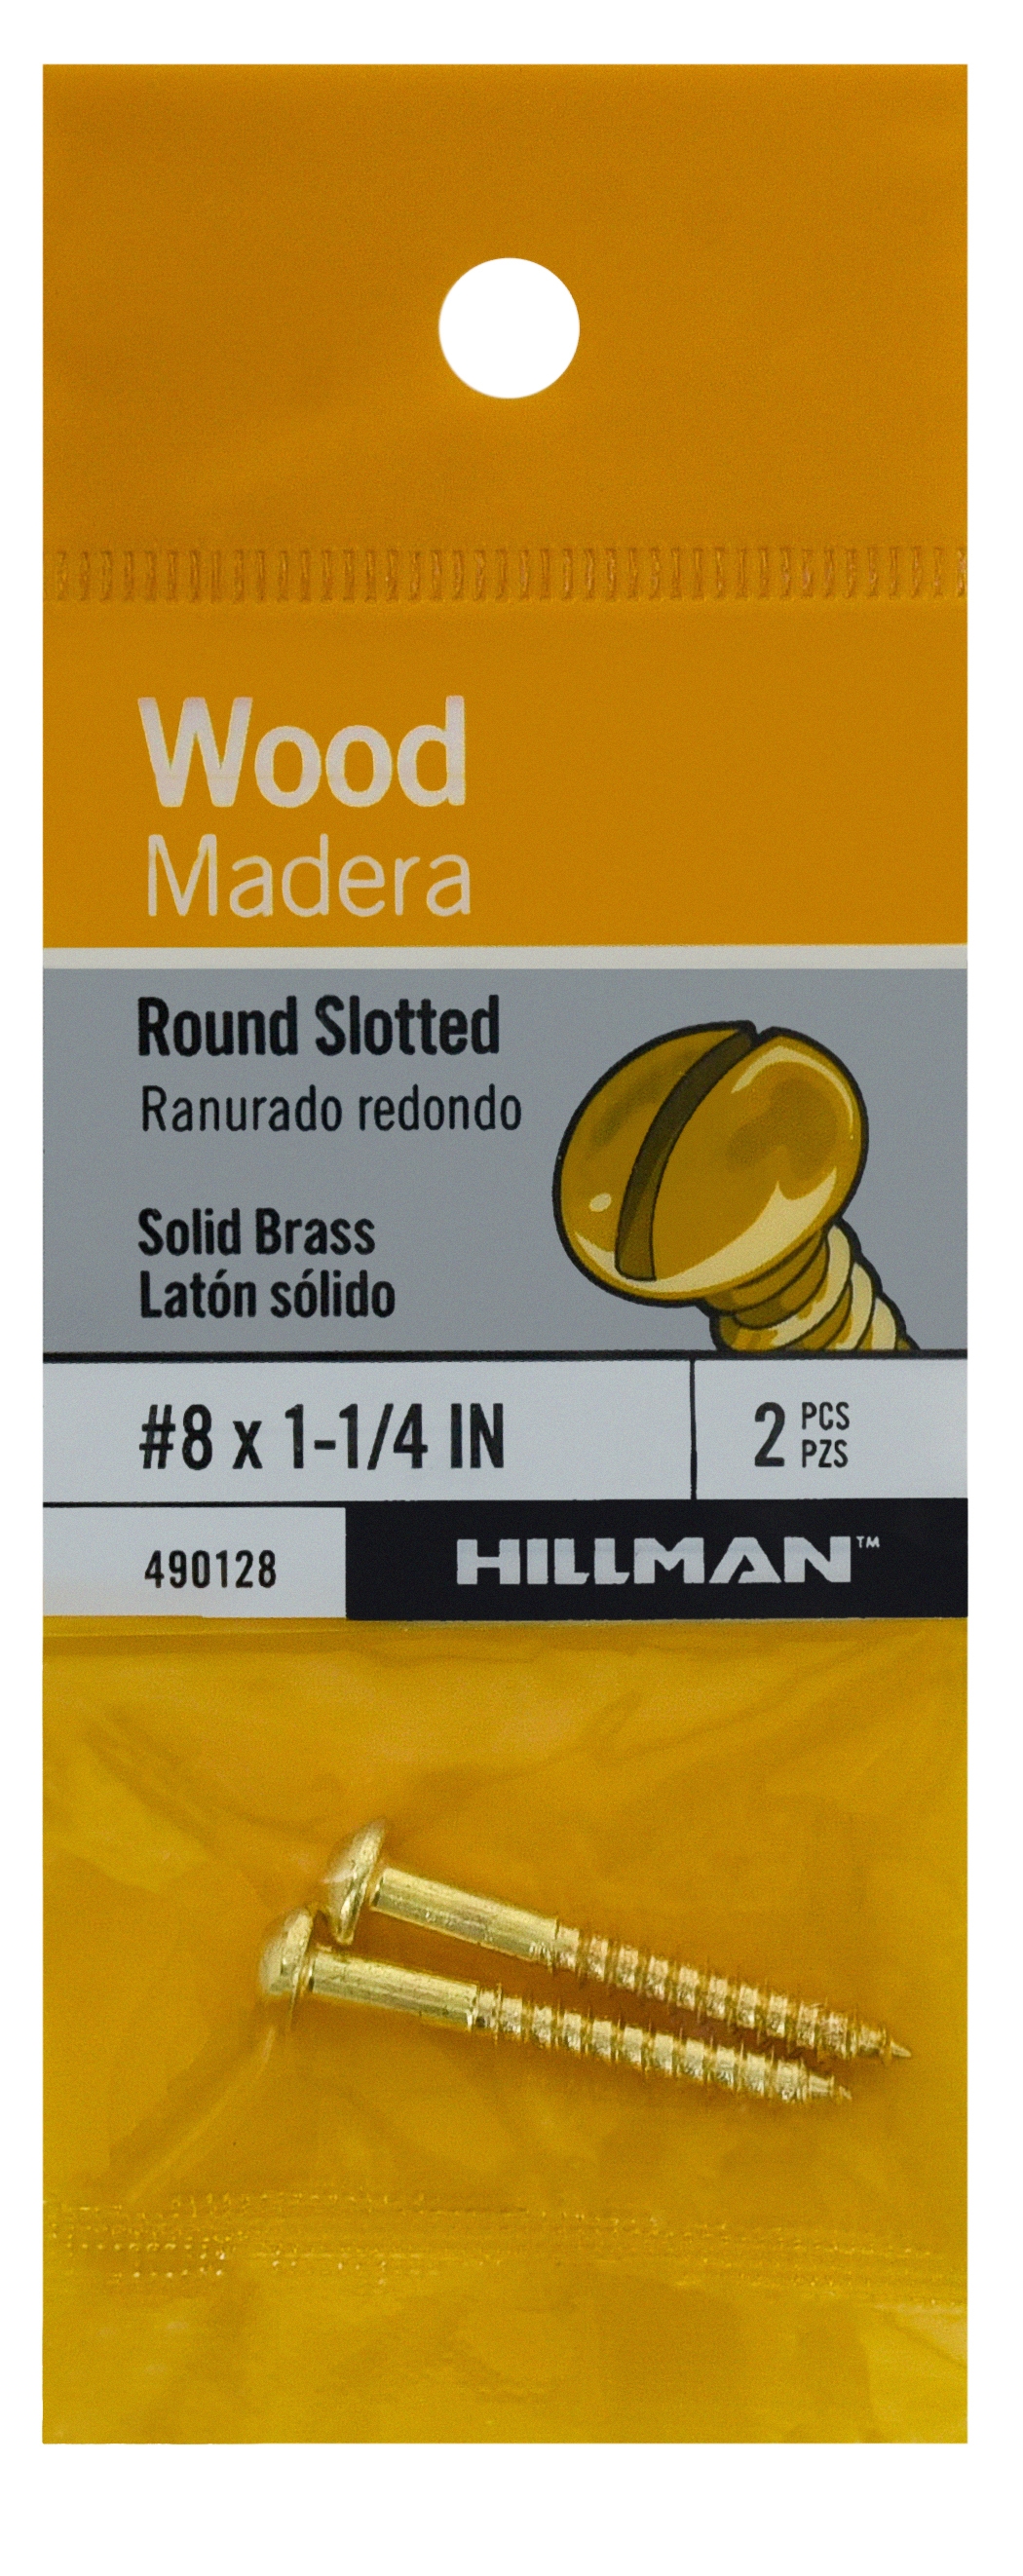 Wood
Madera
Round Slotted
Ranurado redondo
Solid Brass
Latón sólido
#8 x 1-1/4 IN
2 PCS
PZS
490128
HILLMAN™